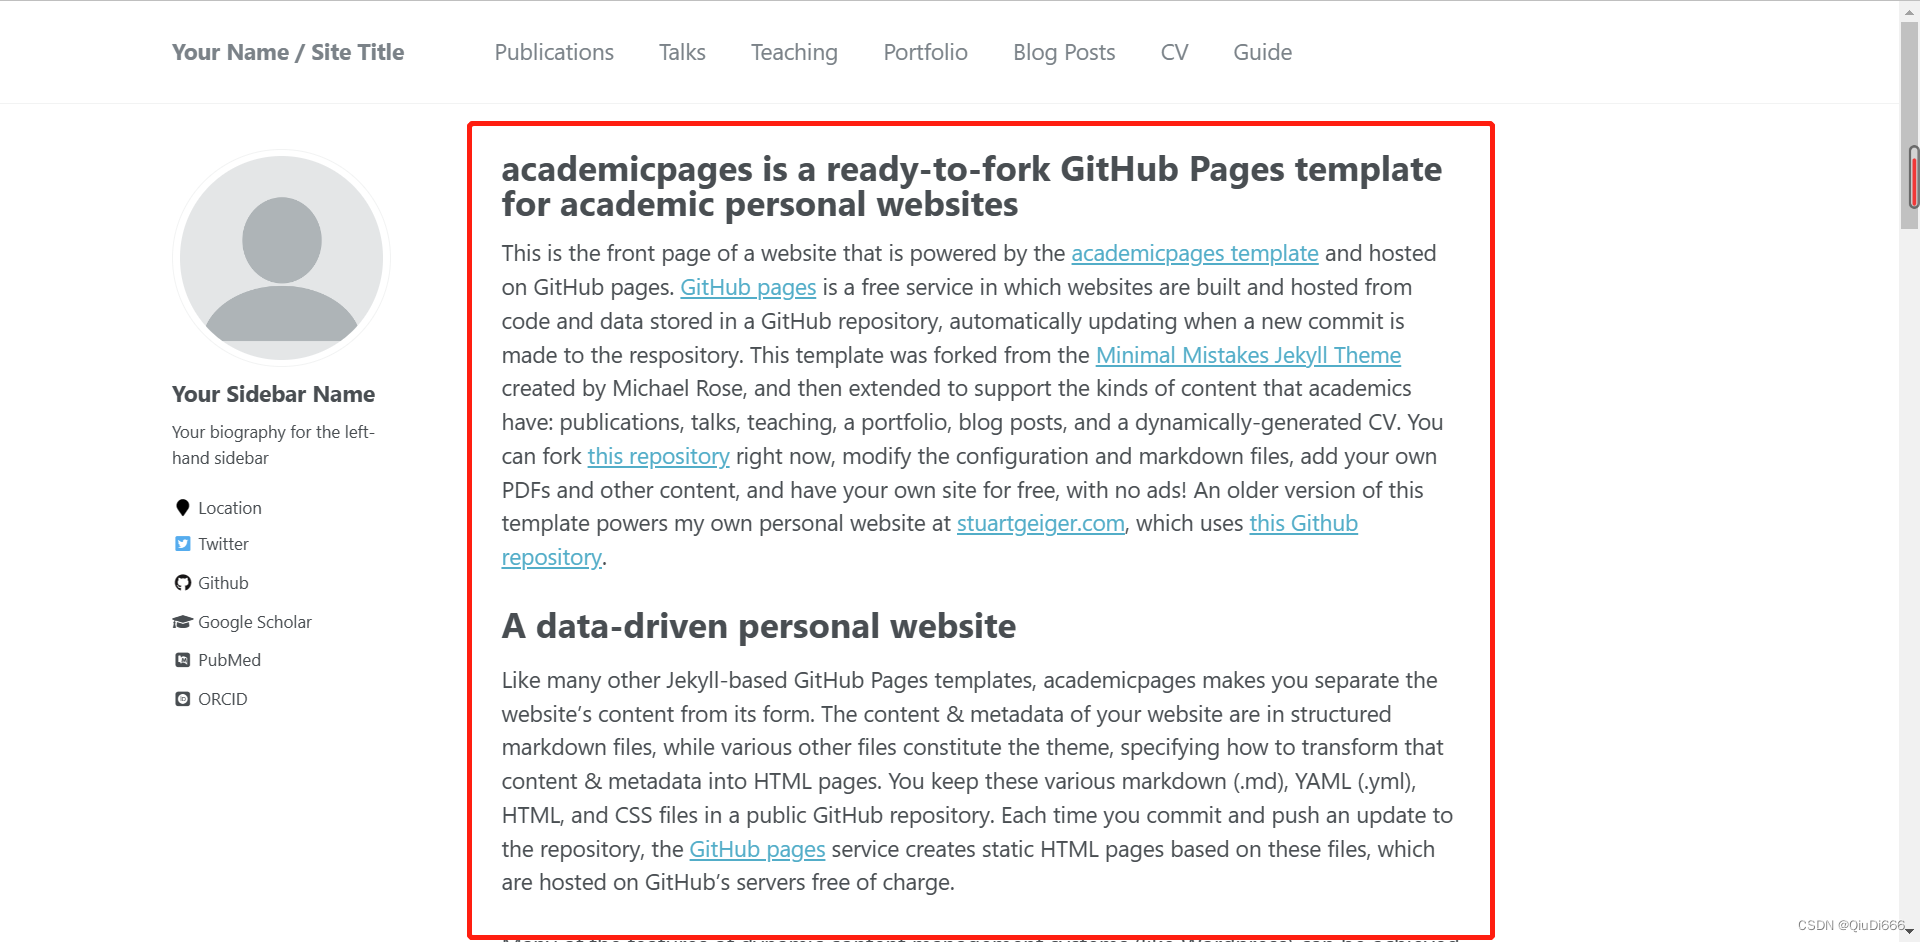 Your Name / Site Title
Publications
Talks
Teaching
Portfolio
Blog Posts
CV
Guide
Your Sidebar Name
Your biography for the left-
hand sidebar
Location
Twitter
Github
Google Scholar
PubMed
ORCID
academicpages is a ready-to-fork GitHub Pages template
for academic personal websites
This is the front page of a website that is powered by the academicpages template and hosted
on GitHub pages. GitHub pages is a free service in which websites are built and hosted from
code and data stored in a GitHub repository, automatically updating when a new commit is
made to the respository. This template was forked from the Minimal Mistakes Jekyll Theme
created by Michael Rose, and then extended to support the kinds of content that academics
have: publications, talks, teaching, a portfolio, blog posts, and a dynamically-generated CV. You
can fork this repository right now, modify the configuration and markdown files, add your own
PDFs and other content, and have your own site for free, with no ads! An older version of this
template powers my own personal website at stuartgeiger.com, which uses this Github
repository.
A data-driven personal website
Like many other Jekyll-based GitHub Pages templates, academicpages makes you separate the
website’s content from its form. The content & metadata of your website are in structured
markdown files, while various other files constitute the theme, specifying how to transform that
content & metadata into HTML pages. You keep these various markdown (.md), YAML (.yml),
HTML, and CSS files in a public GitHub repository. Each time you commit and push an update to
the repository, the GitHub pages service creates static HTML pages based on these files, which
are hosted on GitHub’s servers free of charge.
CSDN @QiuDi666